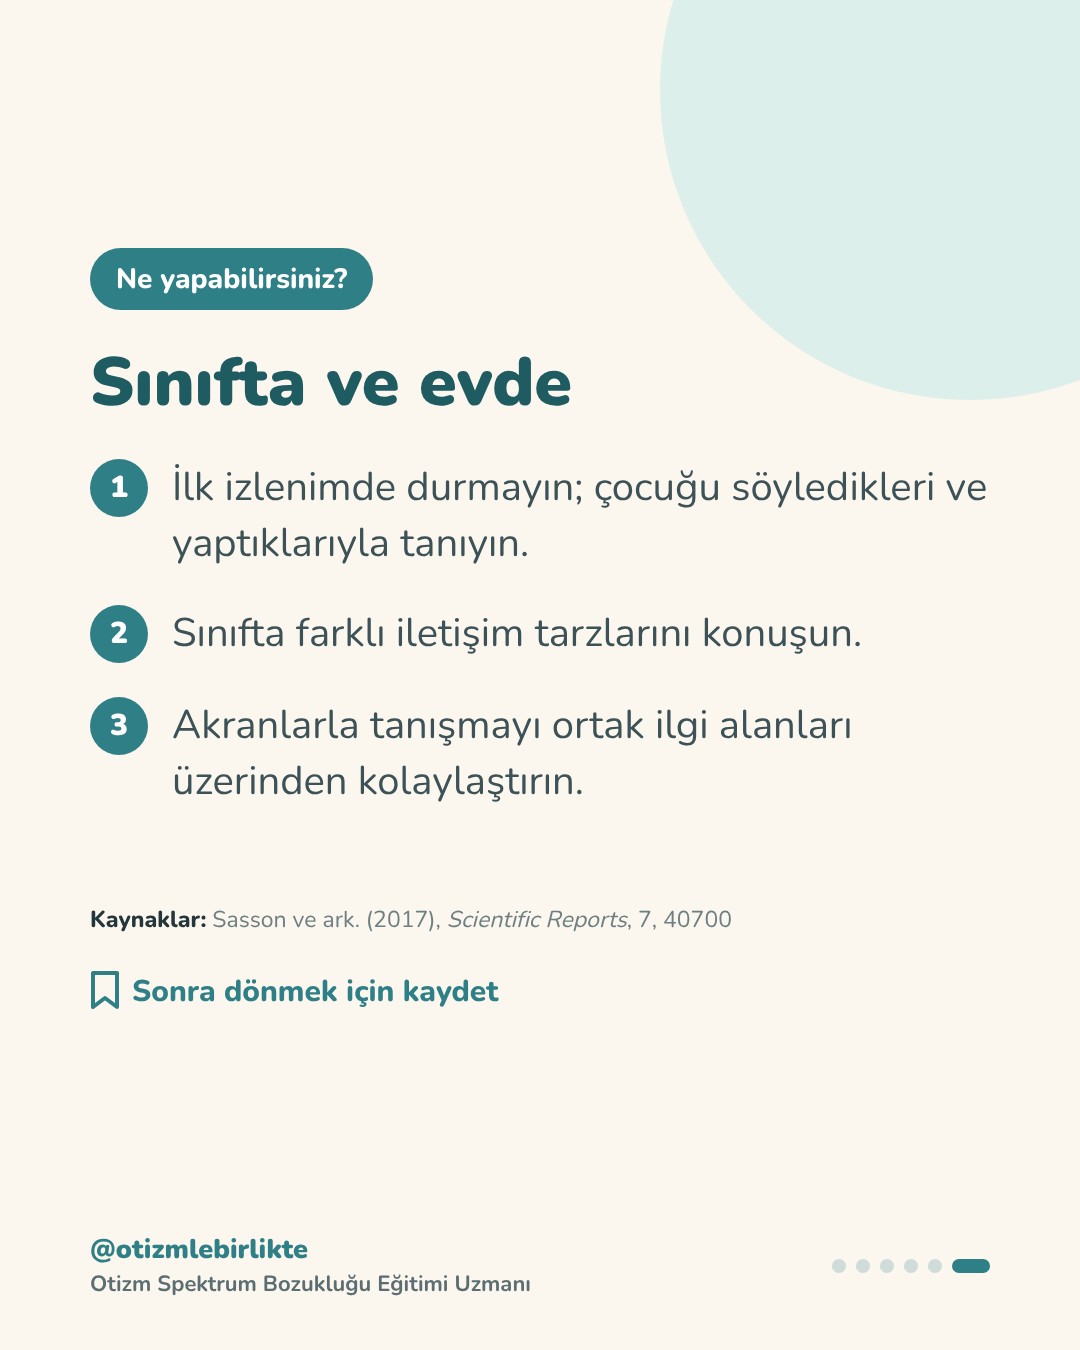 Ne yapabilirsiniz?
Sınıfta ve evde
1 İlk izlenimde durmayın; çocuğu söyledikleri ve
yaptıklarıyla tanıyın.
2 Sınıfta farklı iletişim tarzlarını konuşun.
3 Akranlarla tanışmayı ortak ilgi alanları
üzerinden kolaylaştırın.
Kaynaklar: Sasson ve ark. (2017), Scientific Reports, 7, 40700
Sonra dönmek için kaydet
@otizmlebirlikte
Otizm Spektrum Bozukluğu Eğitimi Uzmanı